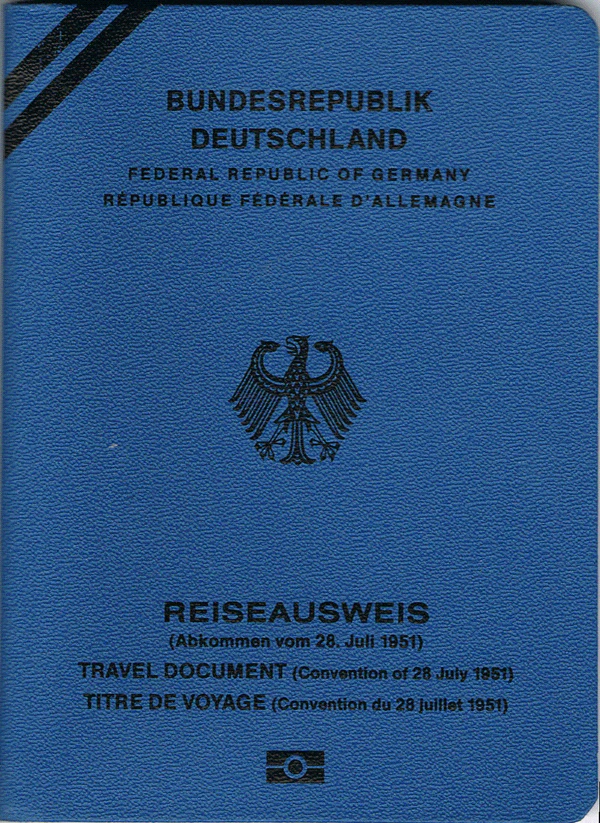 BUNDESREPUBLIK
DEUTSCHLAND
FEDERAL REPUBLIC OF GERMANY
RÉPUBLIQUE FÉDÉRALE D'ALLEMAGNE
REISEAUSWEIS
(Abkommen vom 28. Juli 1951)
TRAVEL DOCUMENT (Convention of 28 July 1951)
TITRE DE VOYAGE (Convention du 28 juillet 1951)